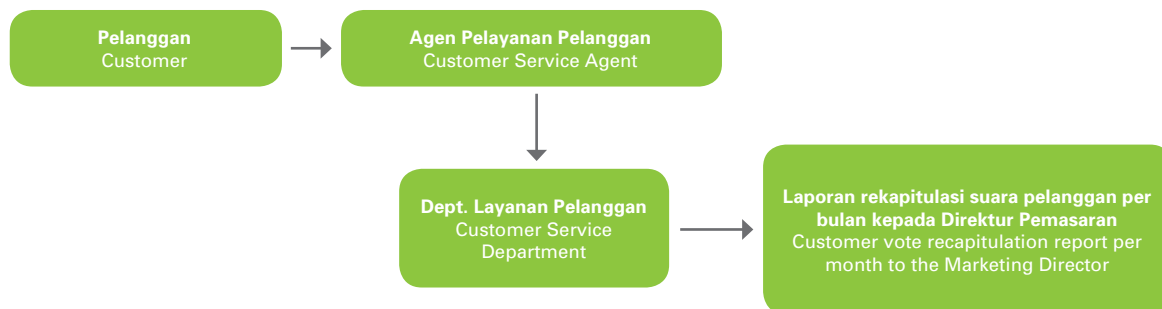 Pelanggan
Customer
Agen Pelayanan Pelanggan
Customer Service Agent
Dept. Layanan Pelanggan
Customer Service
Department
Laporan rekapitulasi suara pelanggan per
bulan kepada Direktur Pemasaran
Customer vote recapitulation report per
month to the Marketing Director